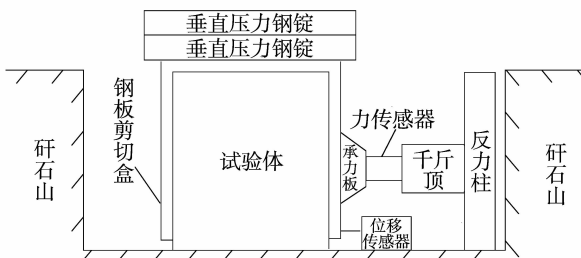 垂直压力钢锭
垂直压力钢锭
钢板剪切盒
矸石山
试验体
力传感器
承力板
千斤
顶
反力柱
矸石山
位移
传感器